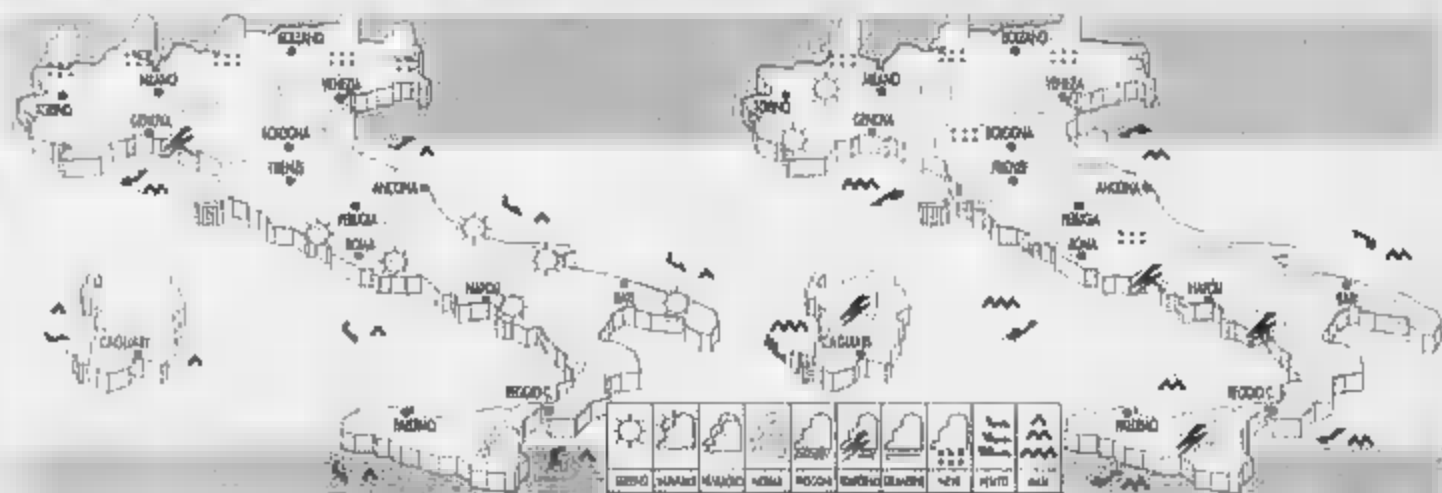 BOLZANO
MILANO
VENEZIA
TORINO
GENOVA
BOLOGNA
FIRENZE
ANCONA
PERUGIA
ROMA
NAPOLI
BARI
CAGLIARI
REGGIO C.
PALERMO
BOLZANO
MILANO
VENEZIA
TORINO
GENOVA
BOLOGNA
FIRENZE
ANCONA
PERUGIA
ROMA
NAPOLI
BARI
CAGLIARI
REGGIO C.
PALERMO
SERENO NEVE VENTO MARI